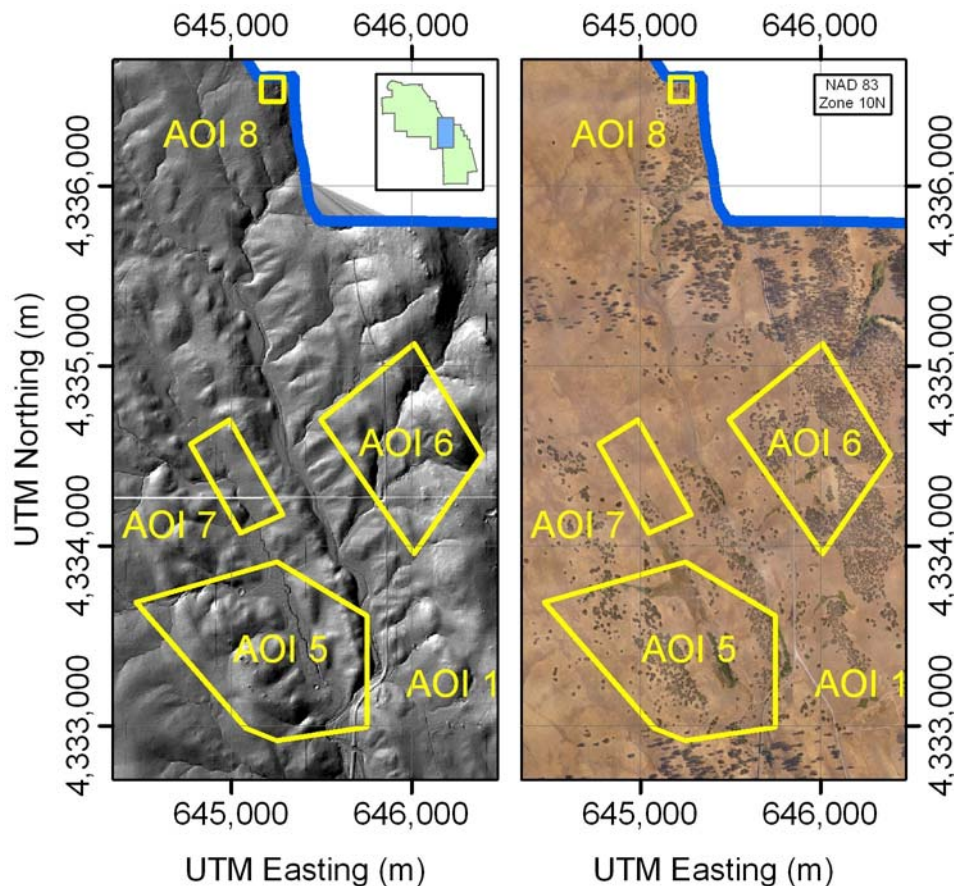 645,000 646,000 645,000 646,000
NAD 83
Zone 10N
AOI 8 AOI 8
4,336,000 4,336,000
UTM Northing (m)
4,335,000 4,335,000
AOI 6 AOI 6
AOI 7 AOI 7
4,334,000 4,334,000
AOI 5 AOI 5
AOI 1 AOI 1
4,333,000 4,333,000
645,000 646,000 645,000 646,000
UTM Easting (m) UTM Easting (m)